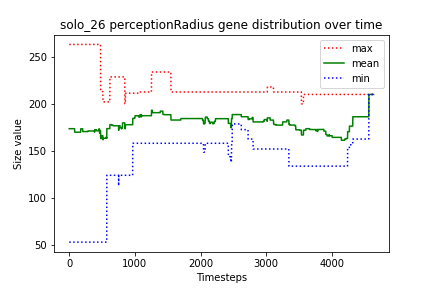 solo_26 perceptionRadius gene distribution over time
max
mean
min
250
200
150
100
50
Size value
0
1000
2000
3000
4000
Timesteps